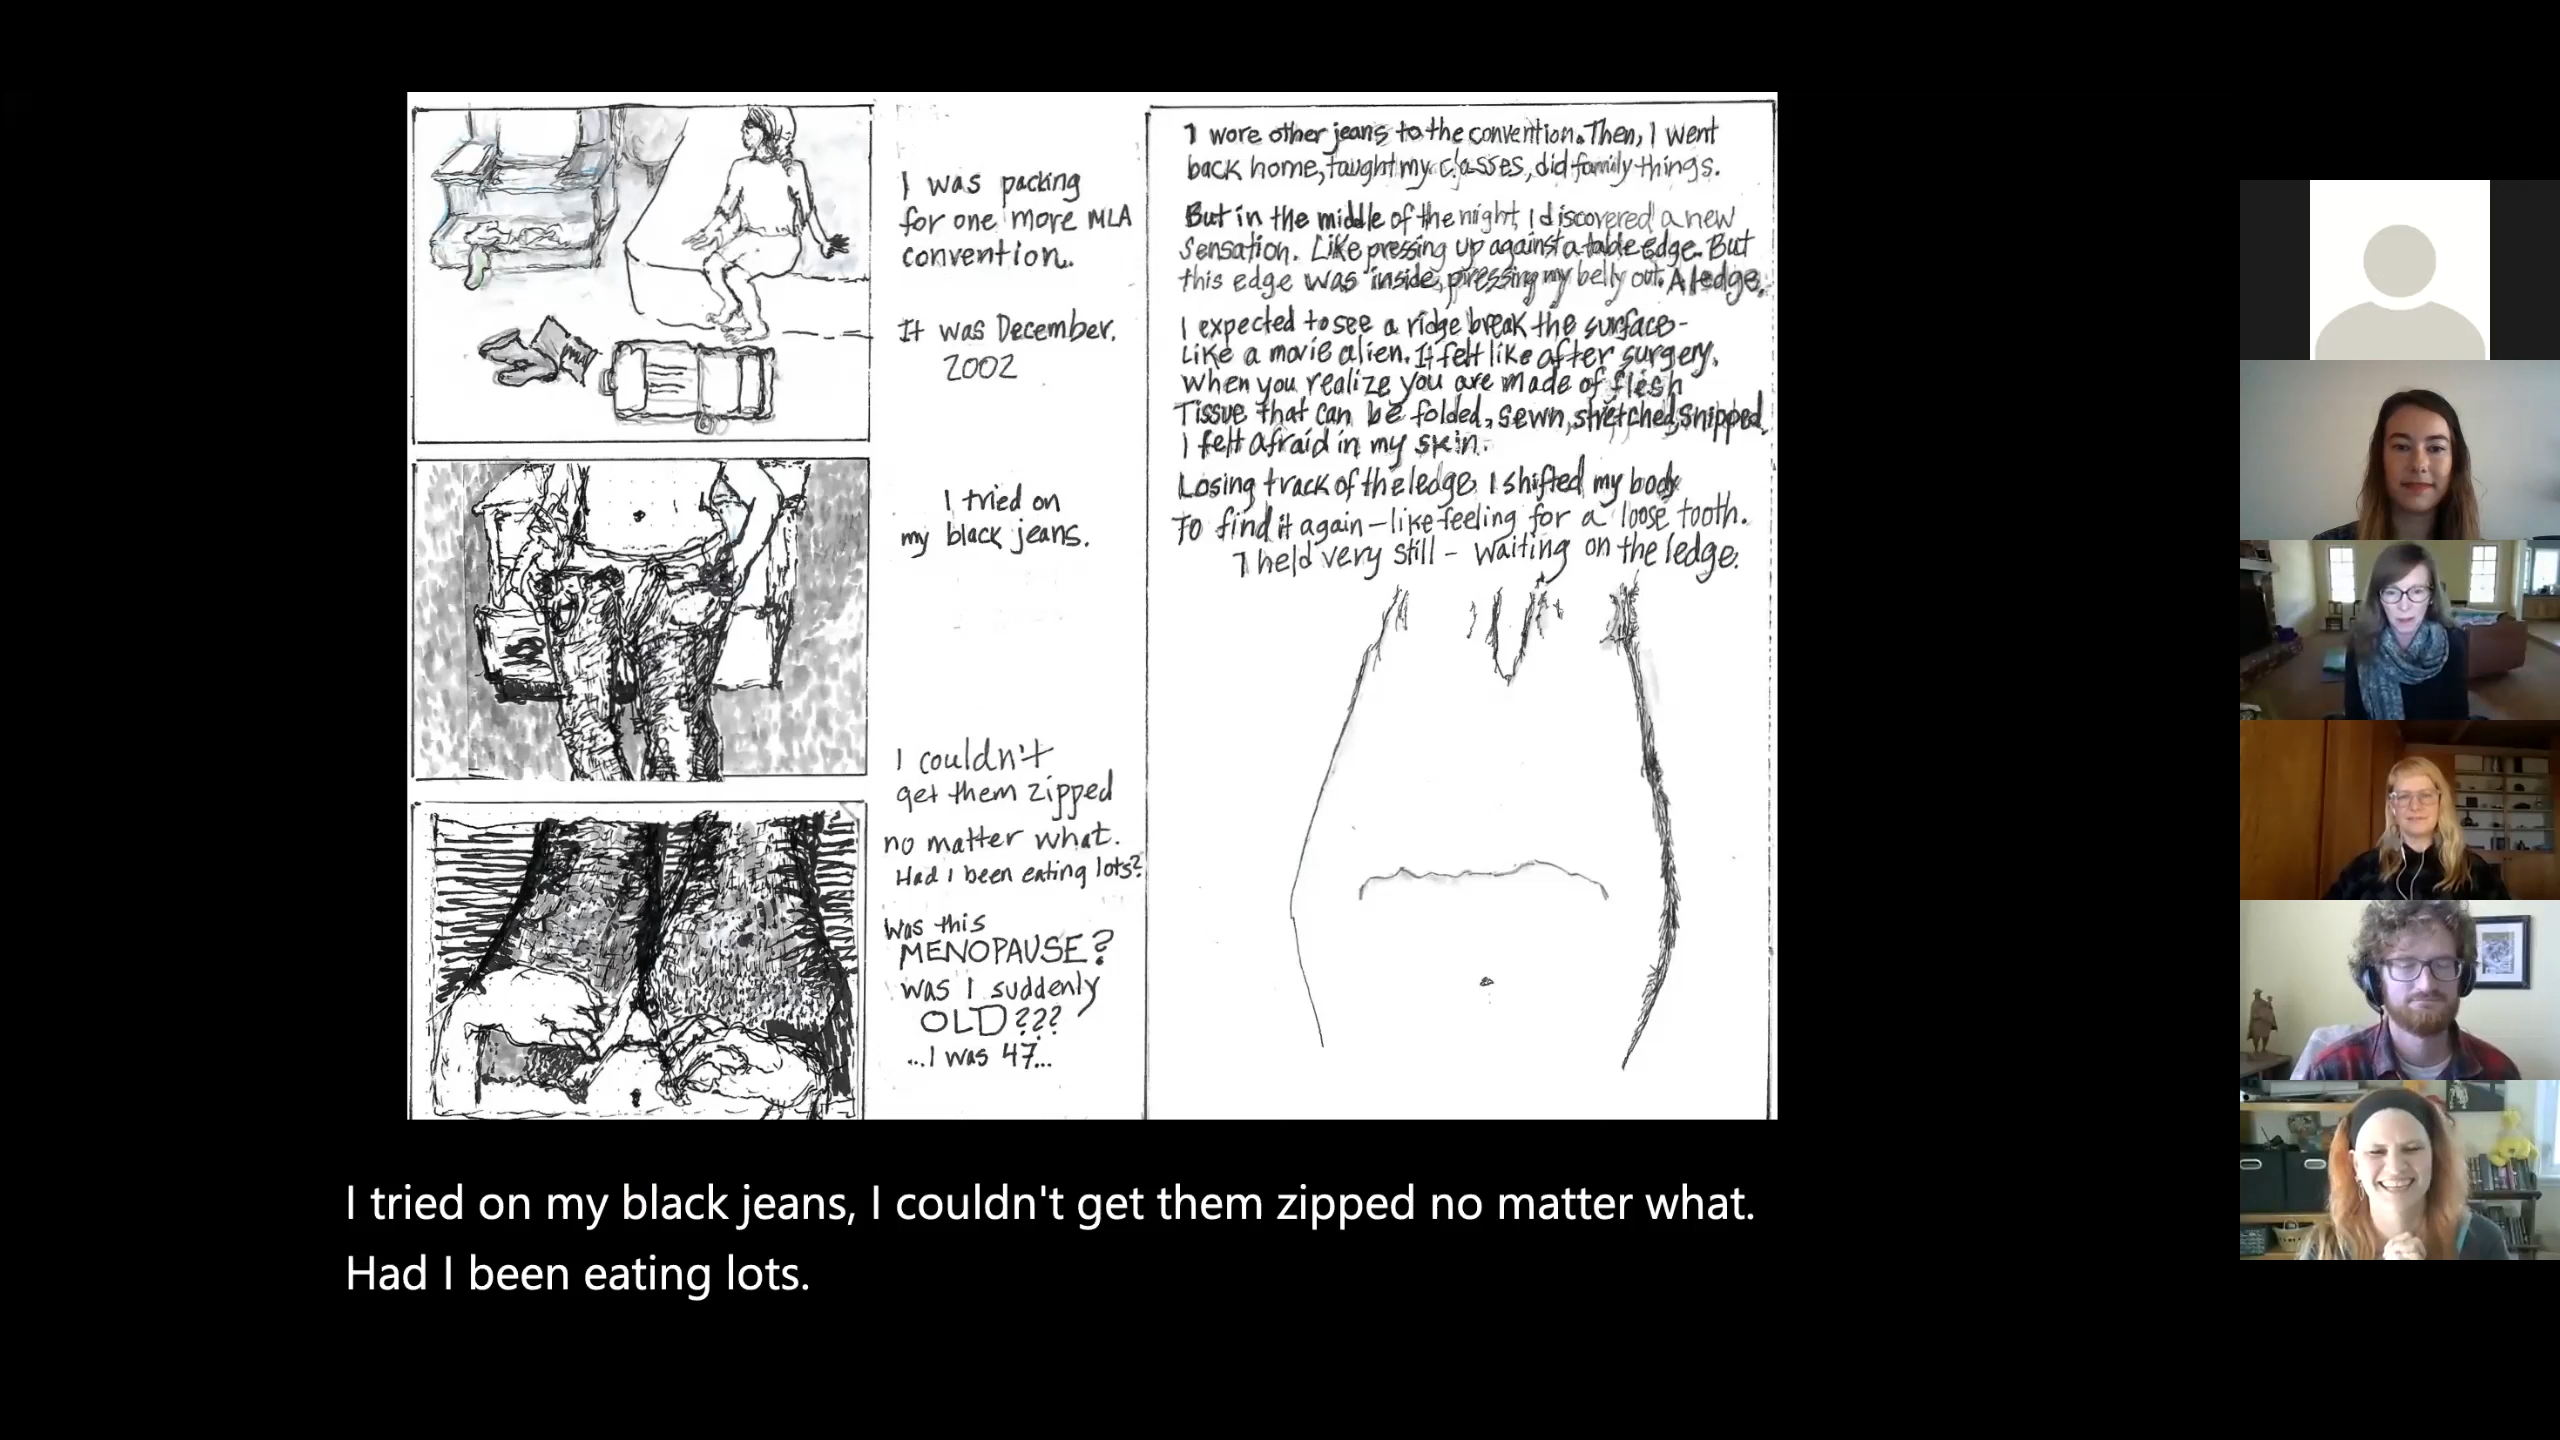 I was packing
for one more MLA
convention.
It was December.
2002
I tried on
my black jeans.
I couldn't
get them zipped
no matter what.
Had I been eating lots?
Was this
MENOPAUSE?
was I suddenly
OLD???
...I was 47...
I wore other jeans to the convention. Then, I went
back home, taught my classes, did family things.
But in the middle of the night, I discovered a new
sensation. Like pressing up against a table edge. But
this edge was inside, pressing my belly out. A ledge.
I expected to see a ridge break the surface-
Like a movie alien. It felt like after surgery,
when you realize you are made of flesh
Tissue that can be folded, sewn, stretched, snipped.
I felt afraid in my skin.
Losing track of the ledge I shifted my body
To find it again - like feeling for a loose tooth.
I held very still - waiting on the ledge.
I tried on my black jeans, I couldn't get them zipped no matter what.
Had I been eating lots.